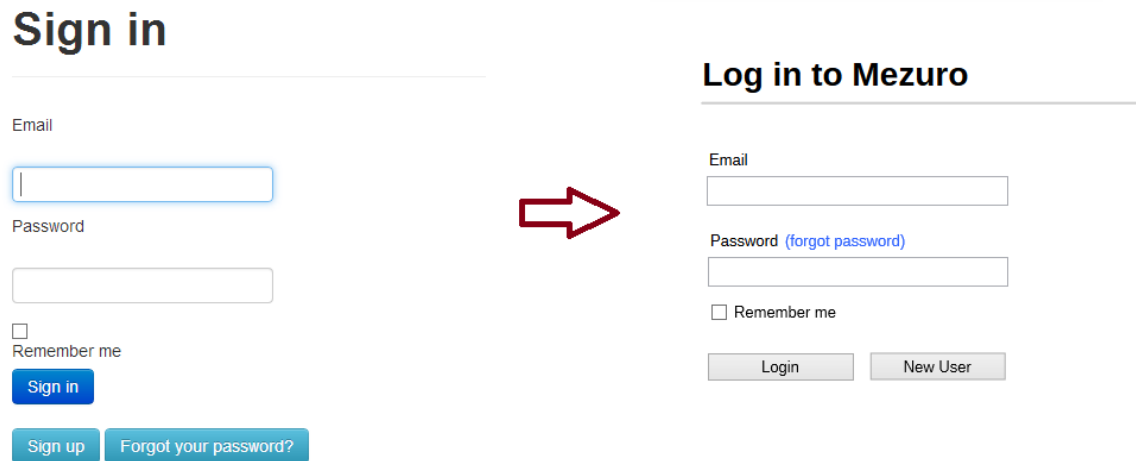 Sign in
Email
Password
Remember me
Sign in
Sign up
Forgot your password?
Log in to Mezuro
Email
Password (forgot password)
Remember me
Login
New User